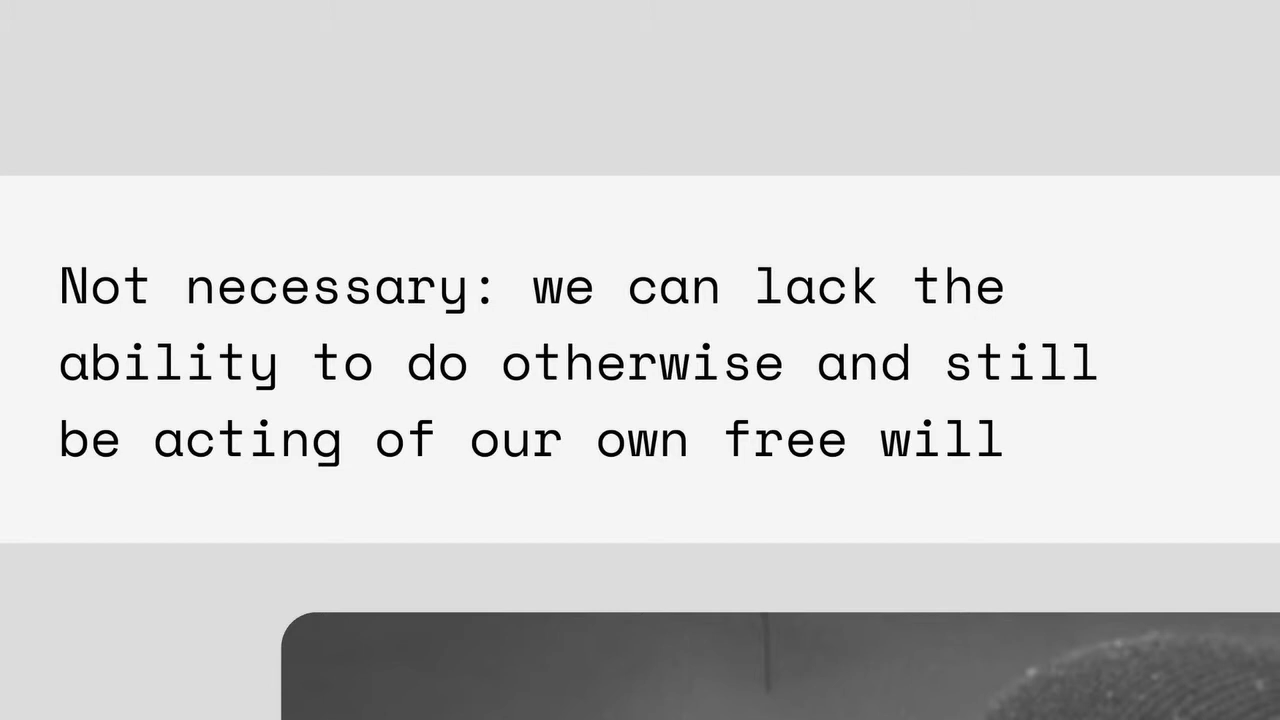 Not necessary: we can lack the
ability to do otherwise and still
be acting of our own free will